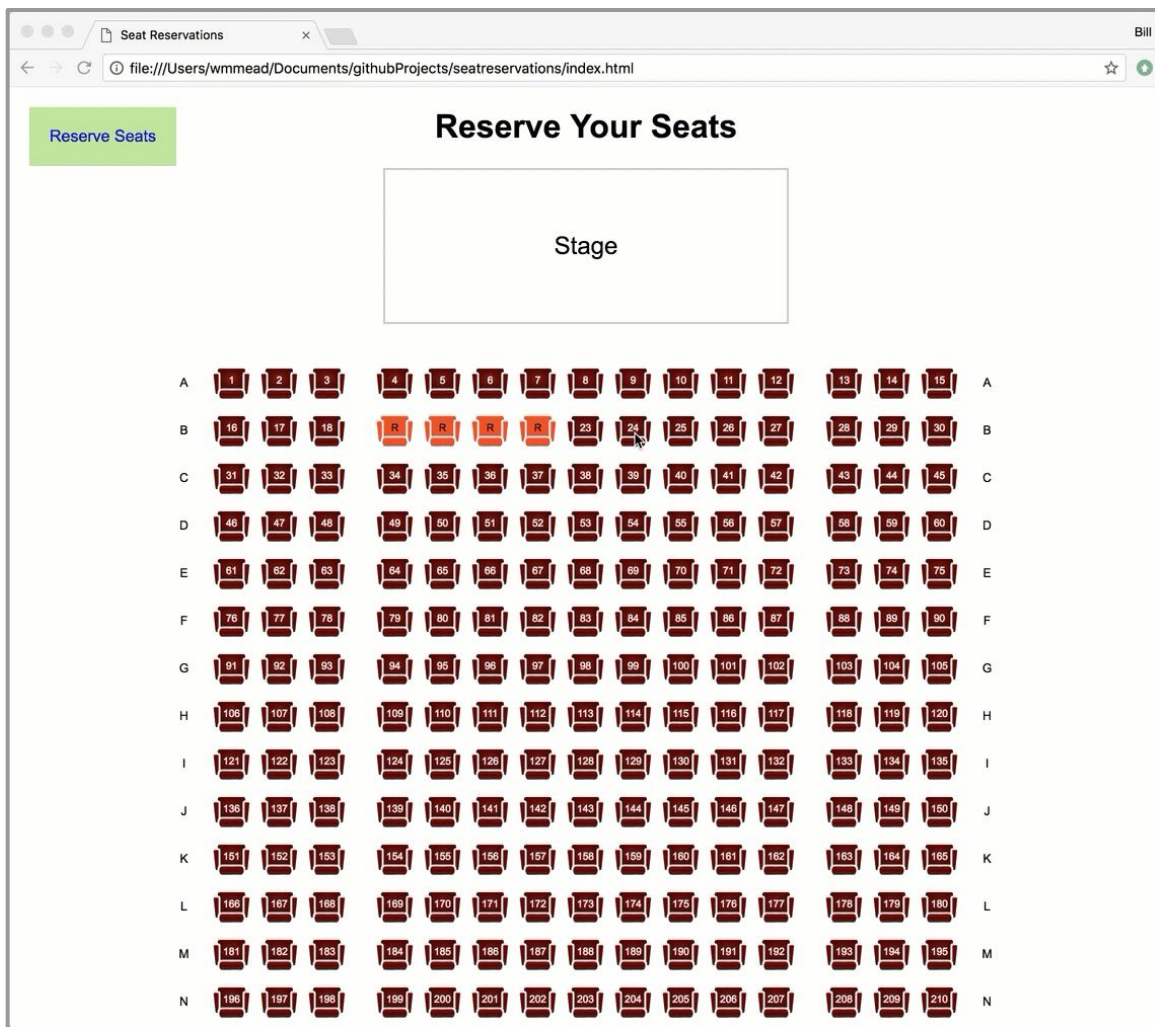 Seat Reservations ×
Bill
file:///Users/wmmead/Documents/githubProjects/seatreservations/index.html
Reserve Seats
Reserve Your Seats
Stage
A 1 2 3 4 5 6 7 8 9 10 11 12 13 14 15 A
B 16 17 18 R R R R 23 24 25 26 27 28 29 30 B
C 31 32 33 34 35 36 37 38 39 40 41 42 43 44 45 C
D 46 47 48 49 50 51 52 53 54 55 56 57 58 59 60 D
E 61 62 63 64 65 66 67 68 69 70 71 72 73 74 75 E
F 76 77 78 79 80 81 82 83 84 85 86 87 88 89 90 F
G 91 92 93 94 95 96 97 98 99 100 101 102 103 104 105 G
H 106 107 108 109 110 111 112 113 114 115 116 117 118 119 120 H
I 121 122 123 124 125 126 127 128 129 130 131 132 133 134 135 I
J 136 137 138 139 140 141 142 143 144 145 146 147 148 149 150 J
K 151 152 153 154 155 156 157 158 159 160 161 162 163 164 165 K
L 166 167 168 169 170 171 172 173 174 175 176 177 178 179 180 L
M 181 182 183 184 185 186 187 188 189 190 191 192 193 194 195 M
N 196 197 198 199 200 201 202 203 204 205 206 207 208 209 210 N